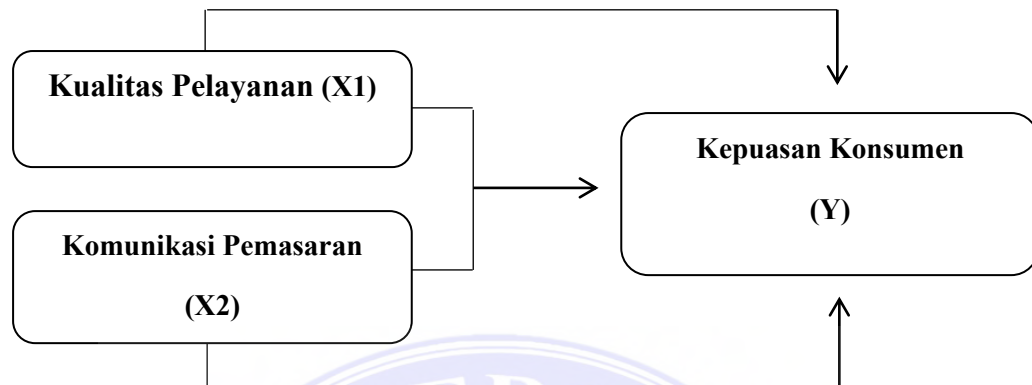 Kualitas Pelayanan (X1)
Kepuasan Konsumen
(Y)
Komunikasi Pemasaran
(X2)